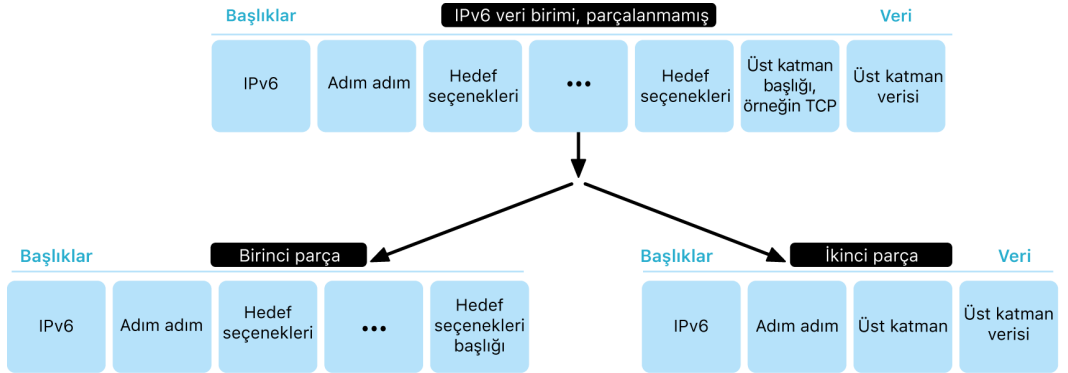 Başlıklar
IPv6 veri birimi, parçalanmamış
Veri
IPv6
Adım adım
Hedef
seçenekleri
...
Hedef
seçenekleri
Üst katman
başlığı,
örneğin TCP
Üst katman
verisi
Başlıklar
Birinci parça
IPv6
Adım adım
Hedef
seçenekleri
...
Hedef
seçenekleri
başlığı
Başlıklar
İkinci parça
Veri
IPv6
Adım adım
Üst katman
Üst katman
verisi